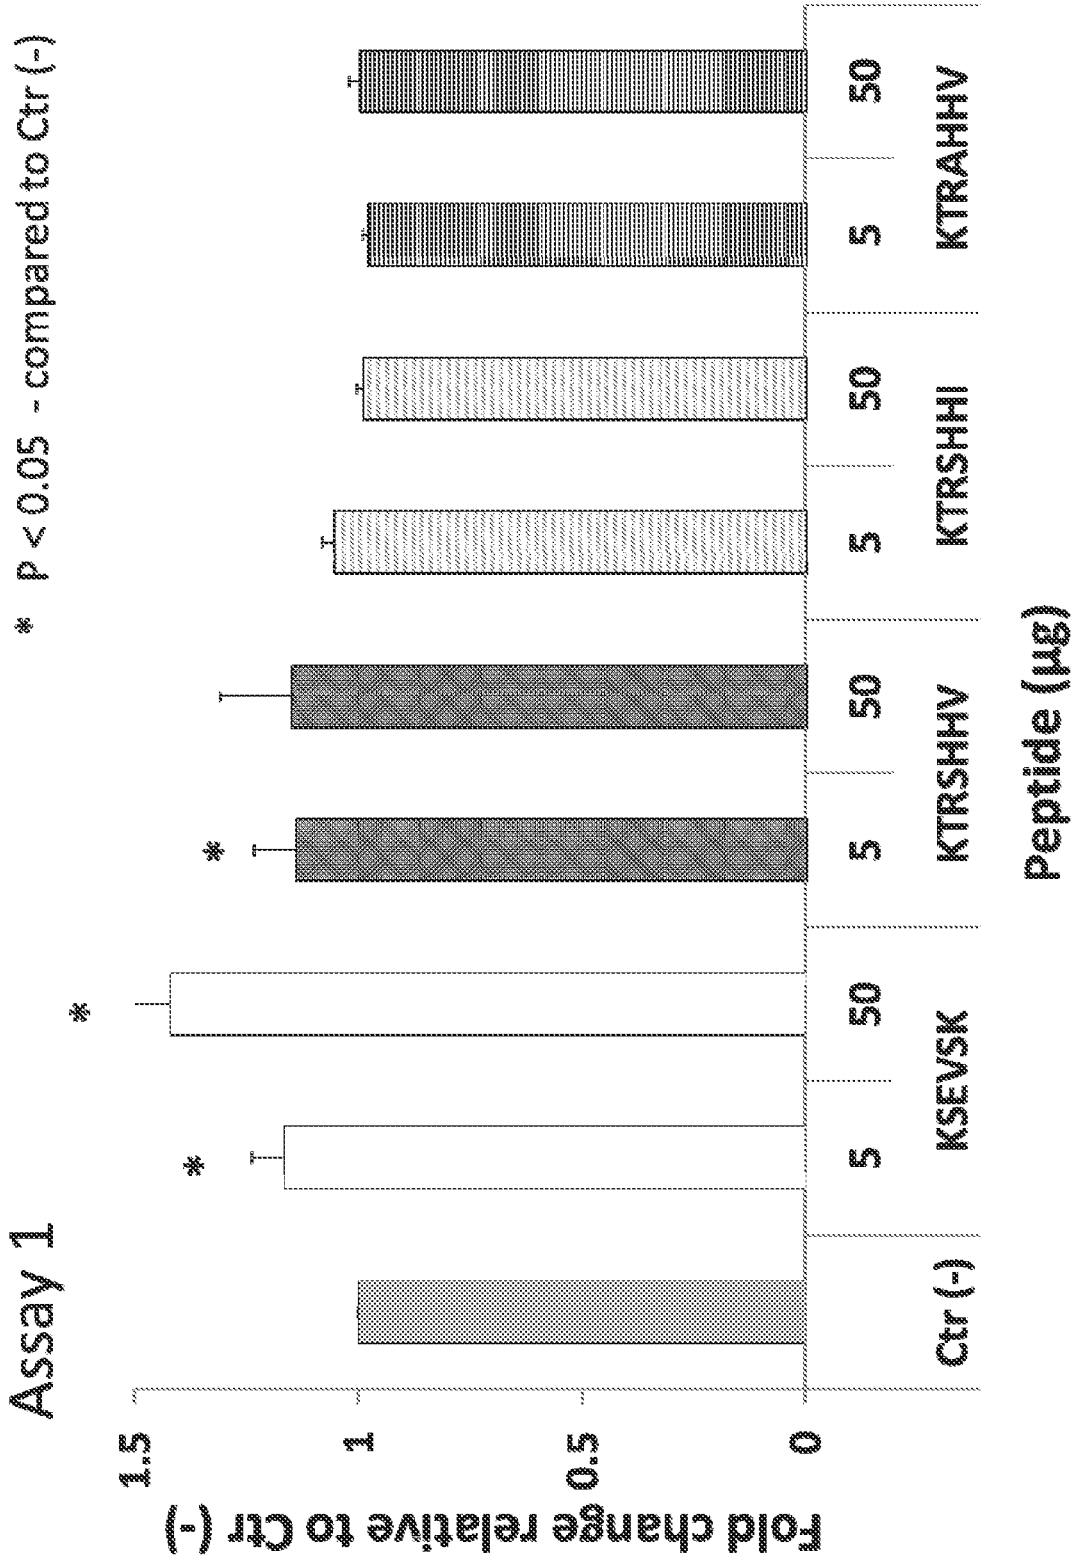 Assay 1
* P < 0.05 - compared to Ctr (-)
Fold change relative to Ctr (-)
1.5
1
0.5
0
*
*
*
5 50 5 50 5 50 5 50
Ctr (-) KSEVSK KTRSHHV KTRSHHI KTRAHHV
Peptide (µg)